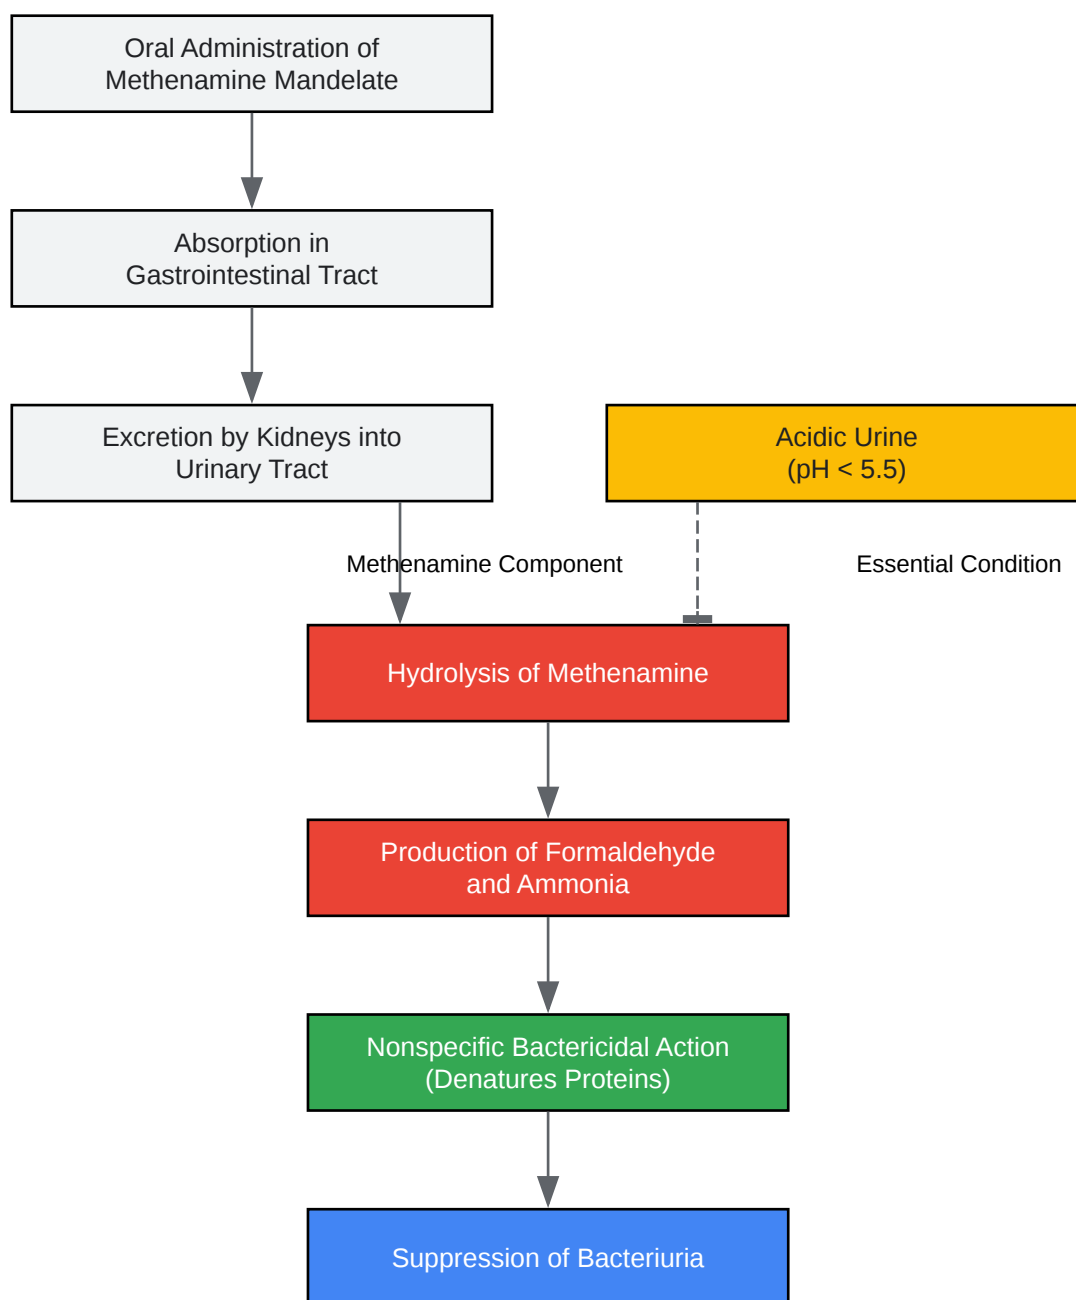 Oral Administration of
Methenamine Mandelate
Absorption in
Gastrointestinal Tract
Excretion by Kidneys into
Urinary Tract
Acidic Urine
(pH < 5.5)
Methenamine Component
Essential Condition
Hydrolysis of Methenamine
Production of Formaldehyde
and Ammonia
Nonspecific Bactericidal Action
(Denatures Proteins)
Suppression of Bacteriuria